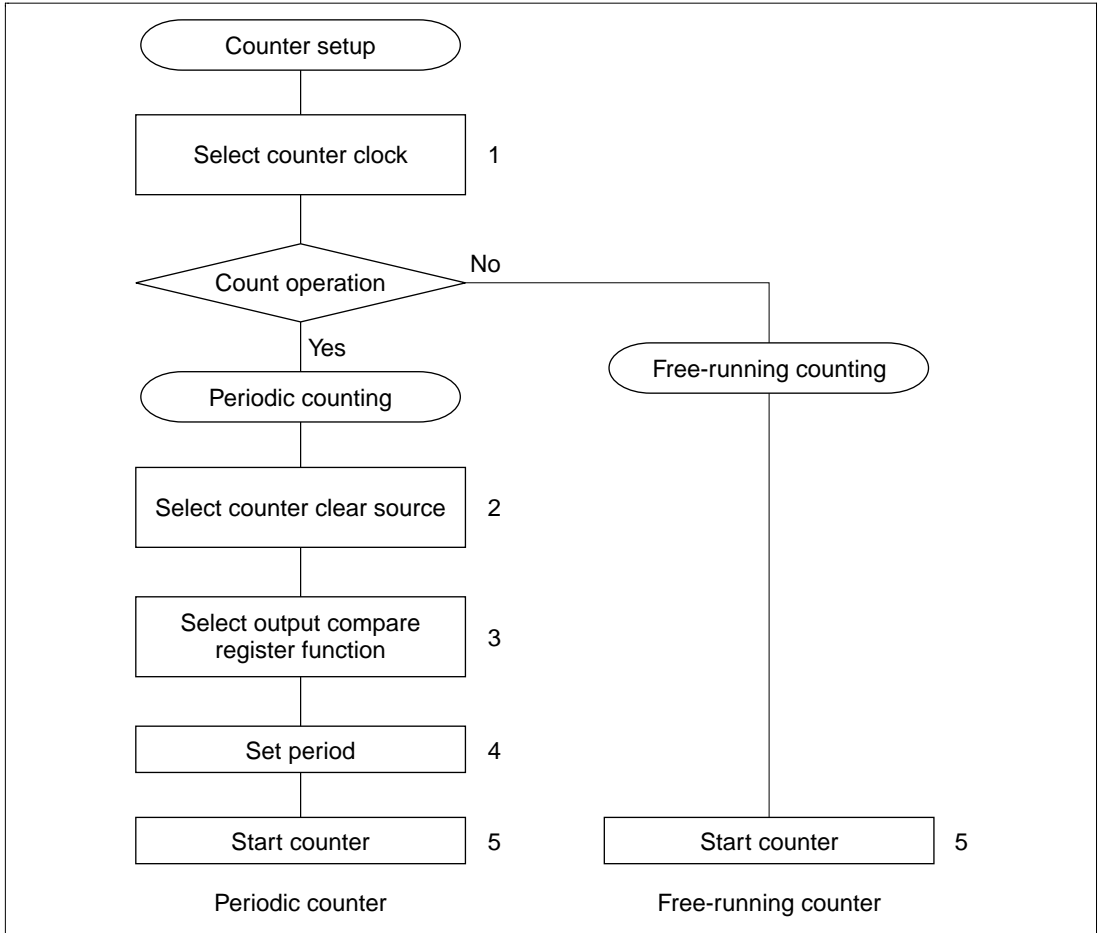 Counter setup
Select counter clock
1
Count operation
No
Yes
Free-running counting
Periodic counting
Select counter clear source
2
Select output compare
register function
3
Set period
4
Start counter
5
Start counter
5
Periodic counter
Free-running counter